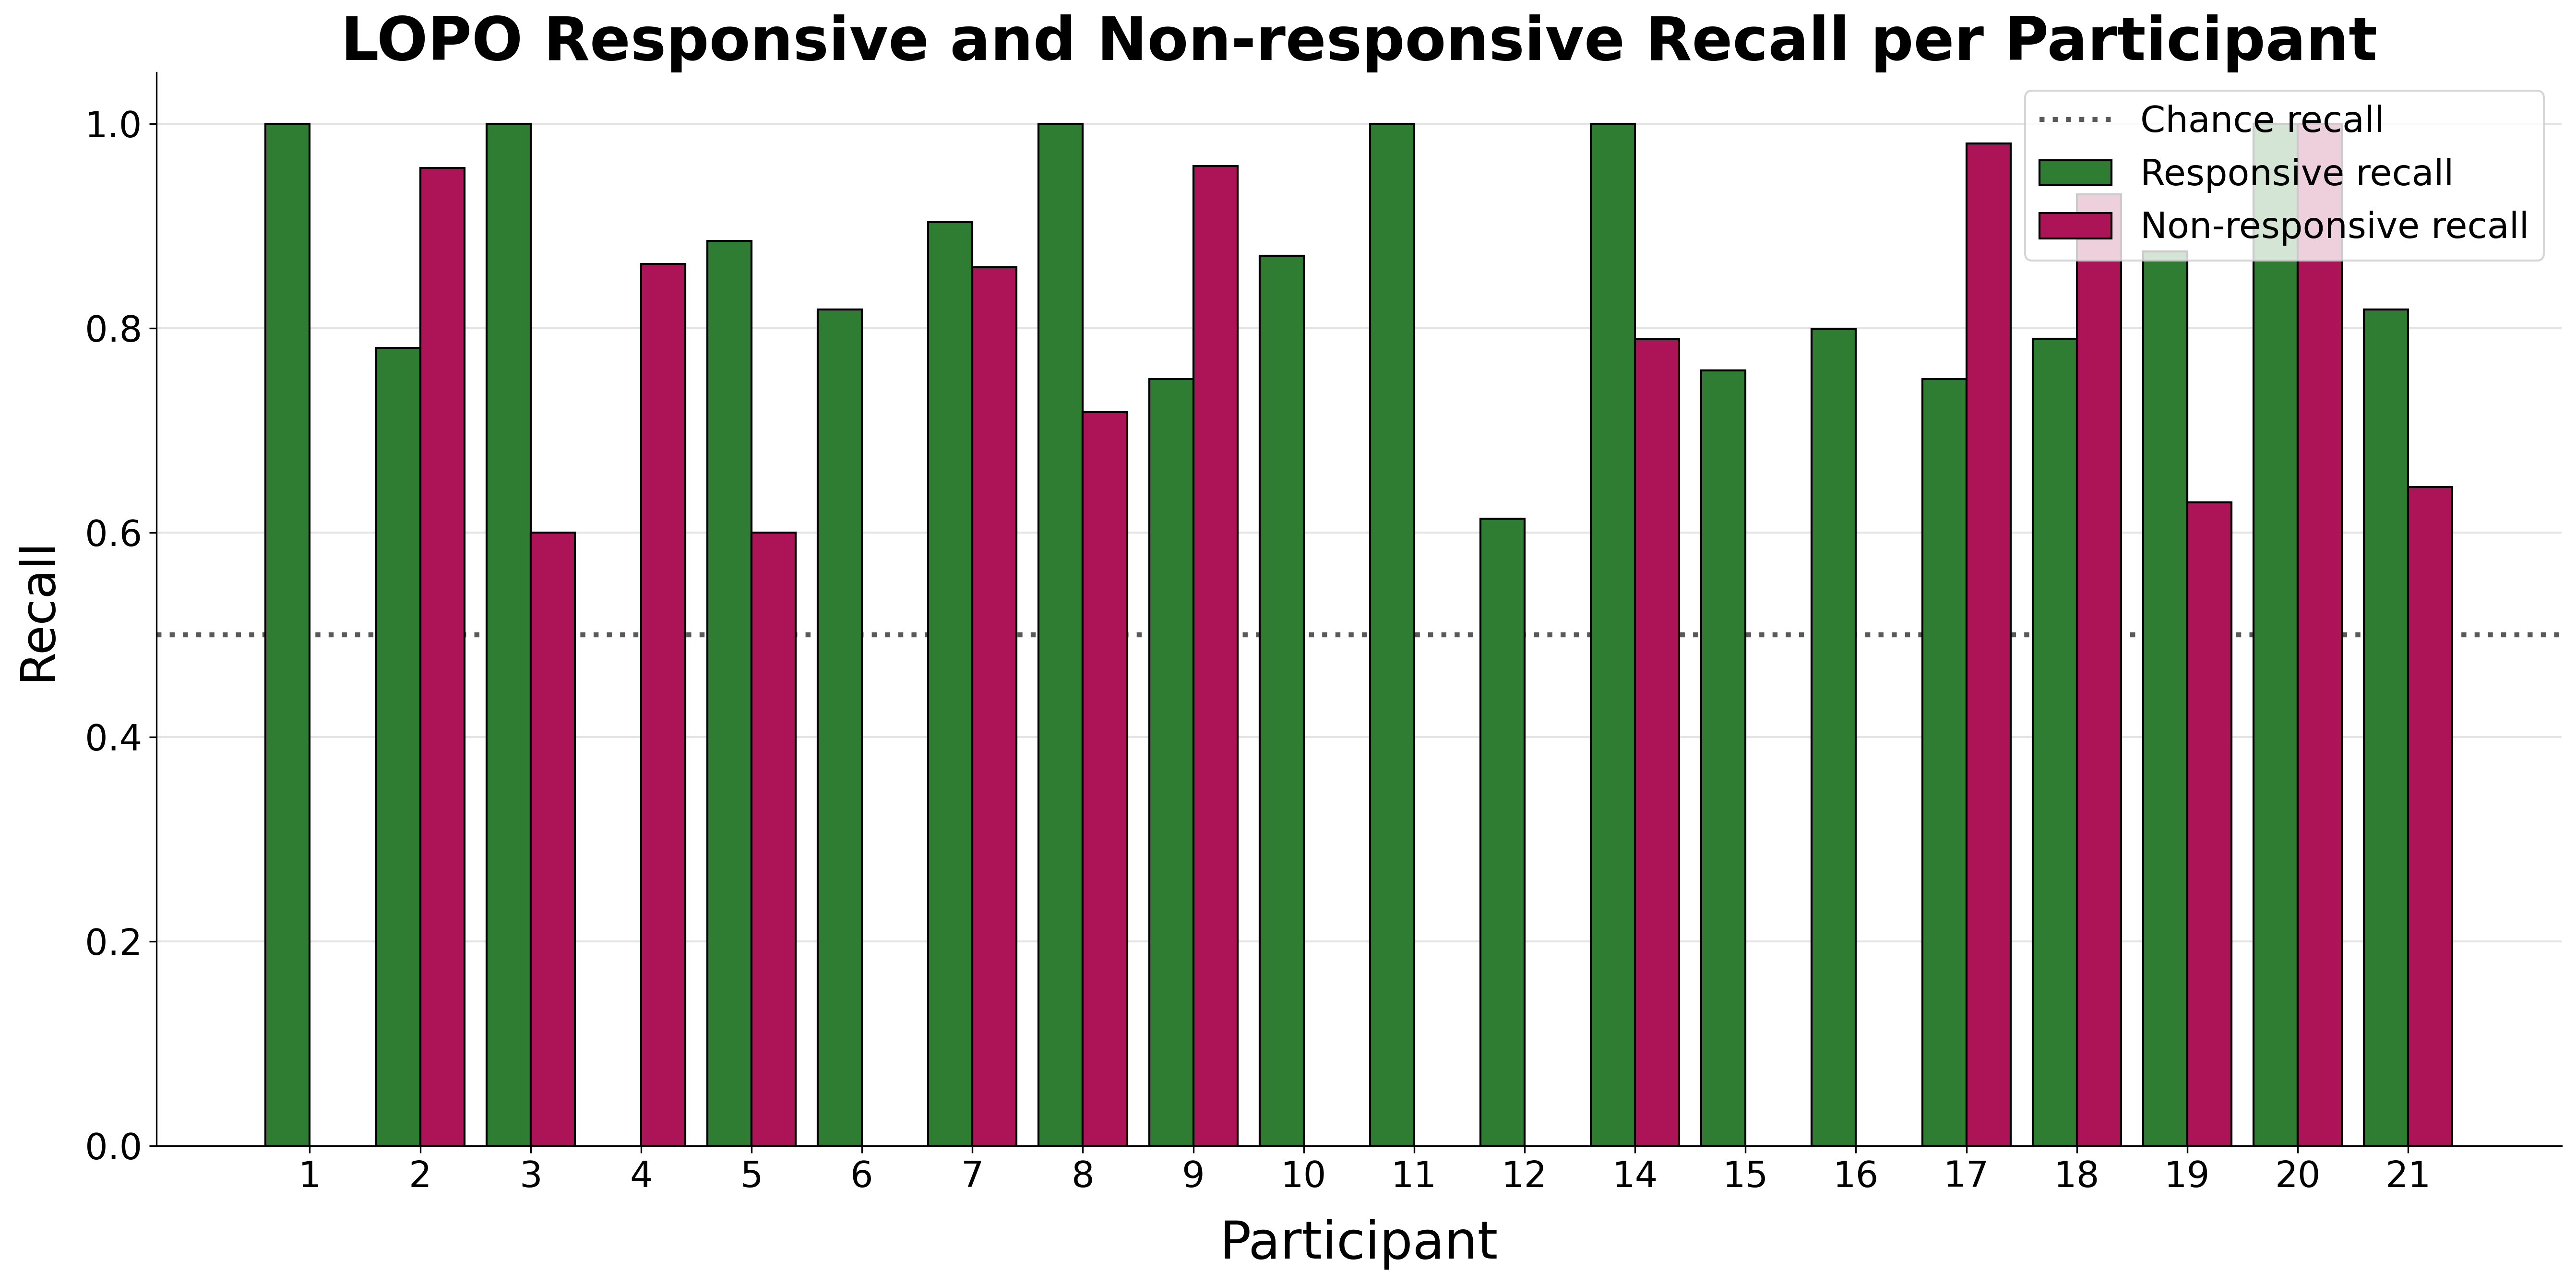 LOPO Responsive and Non-responsive Recall per Participant
Chance recall
Responsive recall
Non-responsive recall
Recall
1.0
0.8
0.6
0.4
0.2
0.0
1 2 3 4 5 6 7 8 9 10 11 12 14 15 16 17 18 19 20 21
Participant